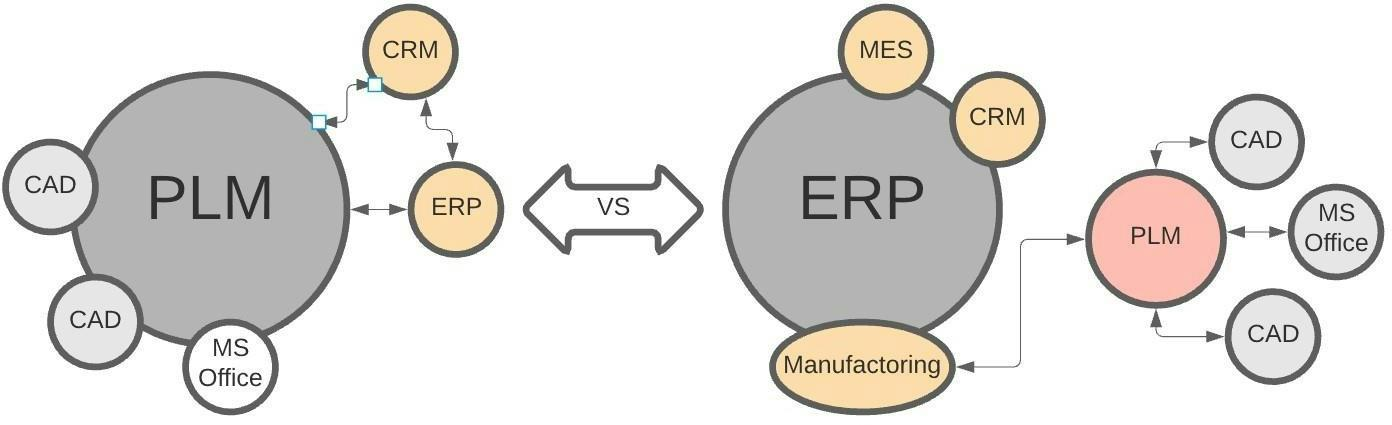 CRM
PLM
CAD
ERP
CAD
MS
Office
VS
MES
CRM
ERP
Manufactoring
PLM
CAD
MS
Office
CAD